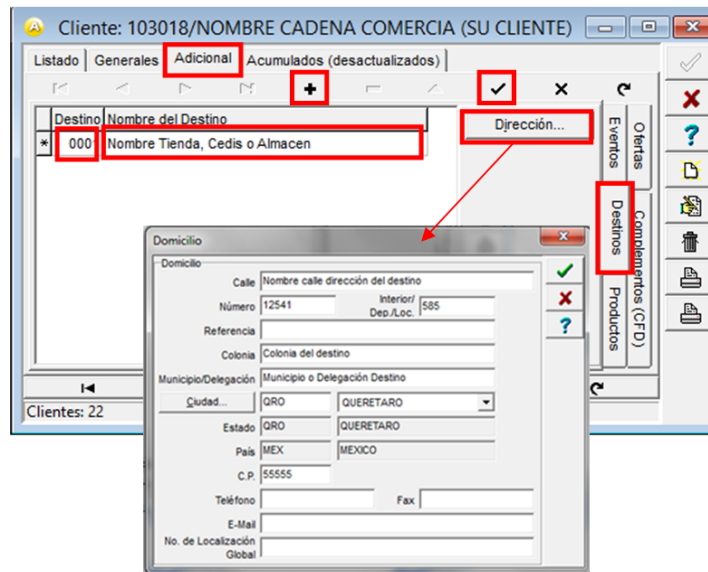 Cliente: 103018/NOMBRE CADENA COMERCIA (SU CLIENTE)
Listado Generales Adicional Acumulados (desactualizados)
Destino Nombre del Destino
Dirección...
* 000 Nombre Tienda, Cedis o Almacen
Eventos
Ofertas
Destinos
Complementos (CFD)
Productos
Clientes: 22
Domicilio
Domicilio
Calle Nombre calle dirección del destino
Número 12541 Interior/ Dep./Loc. 585
Referencia
Colonia Colonia del destino
Municipio/Delegación Municipio o Delegación Destino
Ciudad... QRO QUERETARO
Estado QRO QUERETARO
País MEX MEXICO
C.P. 55555
Teléfono Fax
E-Mail
No. de Localización
Global